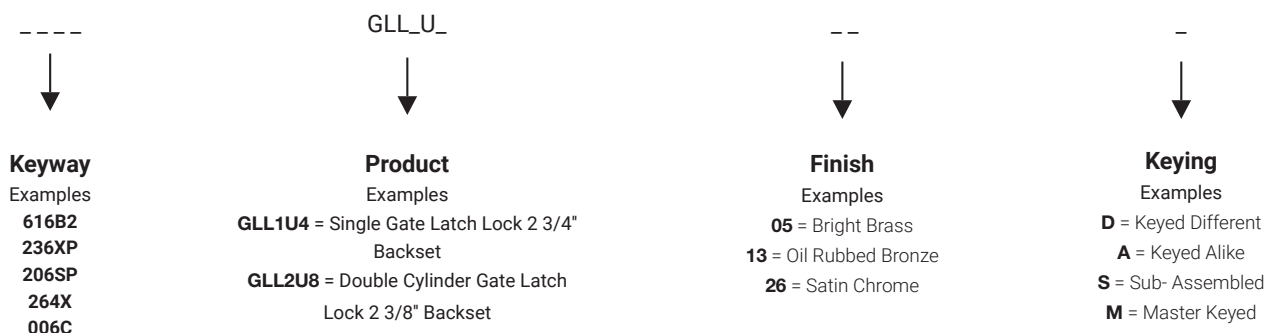 _ _ _ _
GLL_U_
_ _
_
Keyway
Examples
616B2
236XP
206SP
264X
006C
Product
Examples
GLL1U4 = Single Gate Latch Lock 2 3/4"
Backset
GLL2U8 = Double Cylinder Gate Latch
Lock 2 3/8" Backset
Finish
Examples
05 = Bright Brass
13 = Oil Rubbed Bronze
26 = Satin Chrome
Keying
Examples
D = Keyed Different
A = Keyed Alike
S = Sub- Assembled
M = Master Keyed